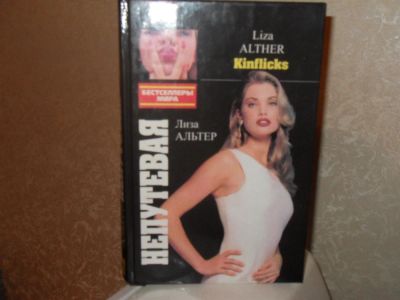 Liza
ALTHER
Kinflicks
БЕСТСЕЛЛЕРЫ
МИРА
Лиза
АЛЬТЕР
НЕПУТЕВАЯ